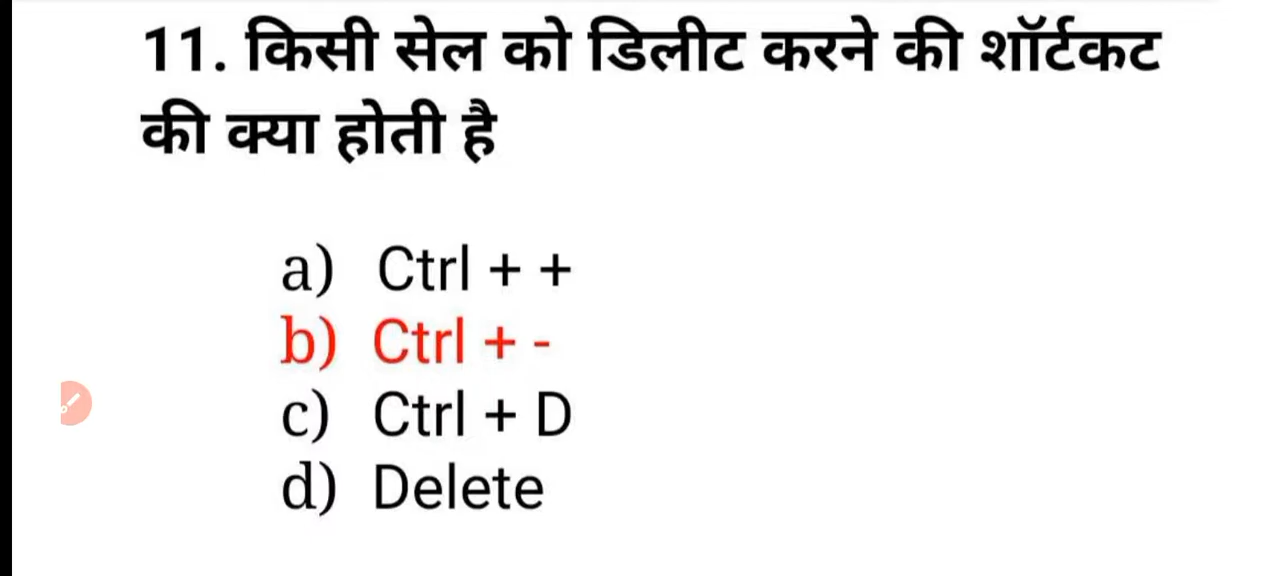 11. किसी सेल को डिलीट करने की शॉर्टकट
की क्या होती है
a) Ctrl + +
b) Ctrl + -
c) Ctrl + D
d) Delete